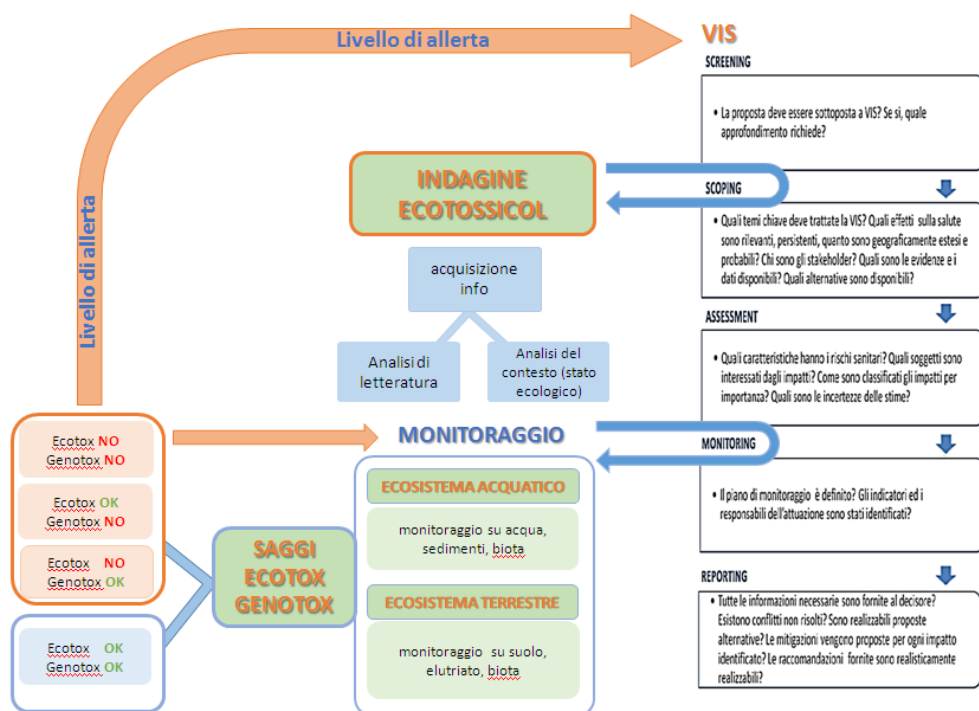 Livello di allerta
Livello di allerta
VIS
SCREENING
• La proposta deve essere sottoposta a VIS? Se si, quale
approfondimento richiede?
SCOPING
• Quali temi chiave deve trattate la VIS? Quali effetti sulla salute
sono rilevanti, persistenti, quanto sono geograficamente estesi e
probabili? Chi sono gli stakeholder? Quali sono le evidenze e i
dati disponibili? Quali alternative sono disponibili?
ASSESSMENT
• Quali caratteristiche hanno i rischi sanitari? Quali soggetti sono
interessati dagli impatti? Come sono classificati gli impatti per
importanza? Quali sono le incertezze delle stime?
MONITORING
• Il piano di monitoraggio è definito? Gli indicatori ed i
responsabili dell'attuazione sono stati identificati?
REPORTING
• Tutte le informazioni necessarie sono fornite al decisore?
Esistono conflitti non risolti? Sono realizzabili proposte
alternative? Le mitigazioni vengono proposte per ogni impatto
identificato? Le raccomandazioni fornite sono realisticamente
realizzabili?
INDAGINE
ECOTOSSICOL
acquisizione
info
Analisi di
letteratura
Analisi del
contesto (stato
ecologico)
MONITORAGGIO
ECOSISTEMA ACQUATICO
monitoraggio su acqua,
sedimenti, biota
ECOSISTEMA TERRESTRE
monitoraggio su suolo,
elutriato, biota
SAGGI
ECOTOX
GENOTOX
Ecotox NO
Genotox NO
Ecotox OK
Genotox NO
Ecotox NO
Genotox OK
Ecotox OK
Genotox OK